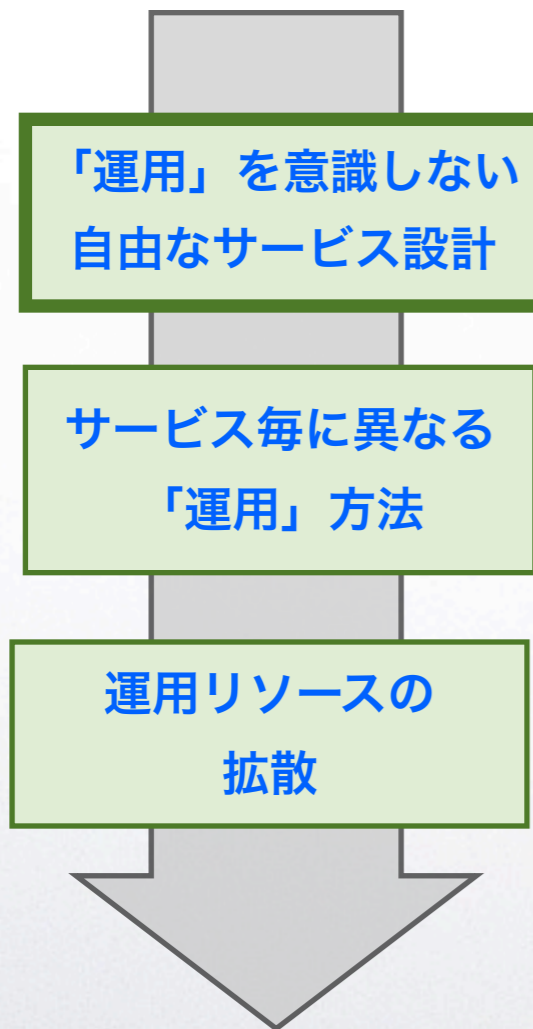 「運用」を意識しない
自由なサービス設計
サービス毎に異なる
「運用」方法
運用リソースの
拡散